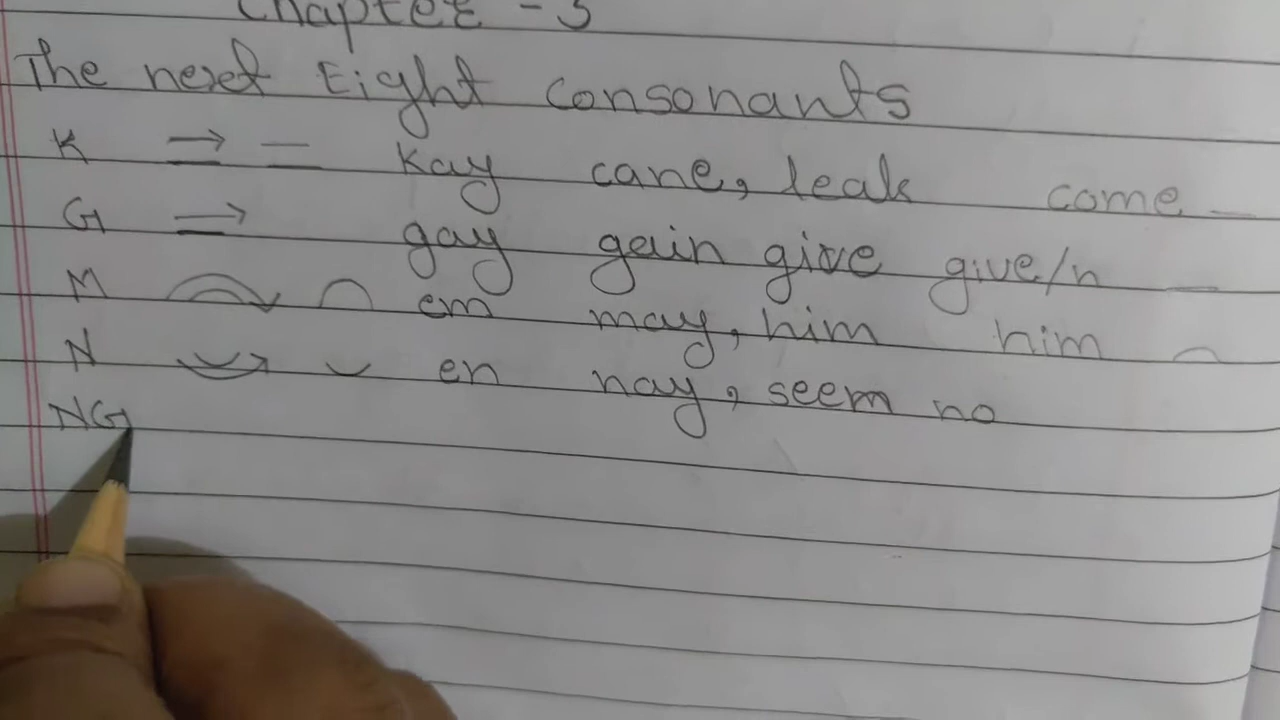 Chapter - 3
The next Eight consonants
K → — kay cane, leak come —
G → gay gain give give/n —
M em may, him him
N en nay, seem no
NG